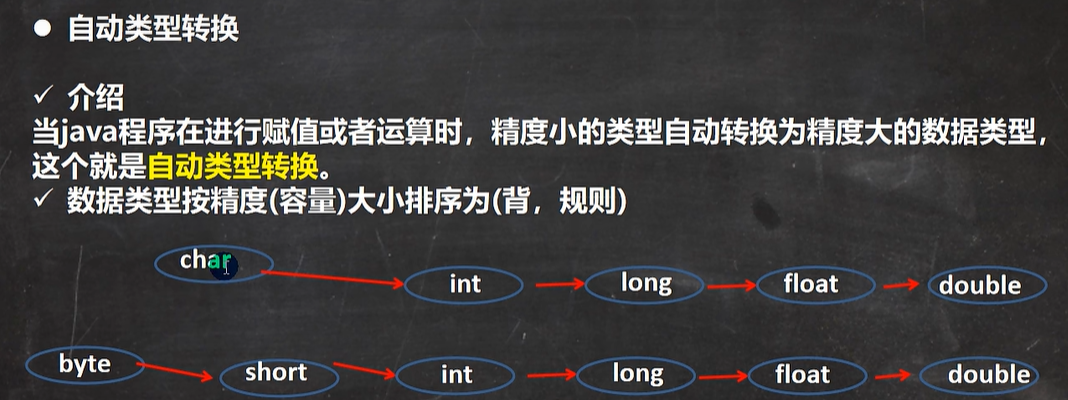 自动类型转换
介绍
当java程序在进行赋值或者运算时，精度小的类型自动转换为精度大的数据类型，
这个就是自动类型转换。
数据类型按精度(容量)大小排序为(背，规则)
char
int long float double
byte short int long float double